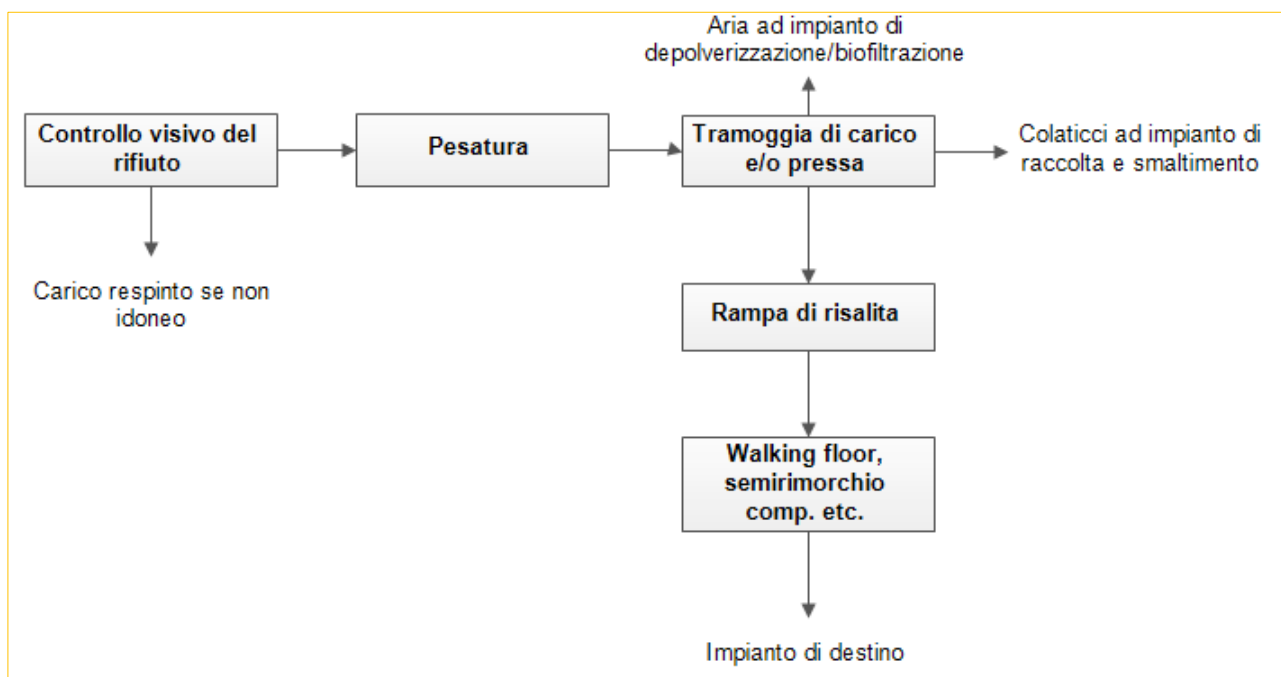 Aria ad impianto di
depolverizzazione/biofiltrazione
Controllo visivo del
rifiuto
Pesatura
Tramoggia di carico
e/o pressa
Colaticci ad impianto di
raccolta e smaltimento
Carico respinto se non
idoneo
Rampa di risalita
Walking floor,
semirimorchio
comp. etc.
Impianto di destino